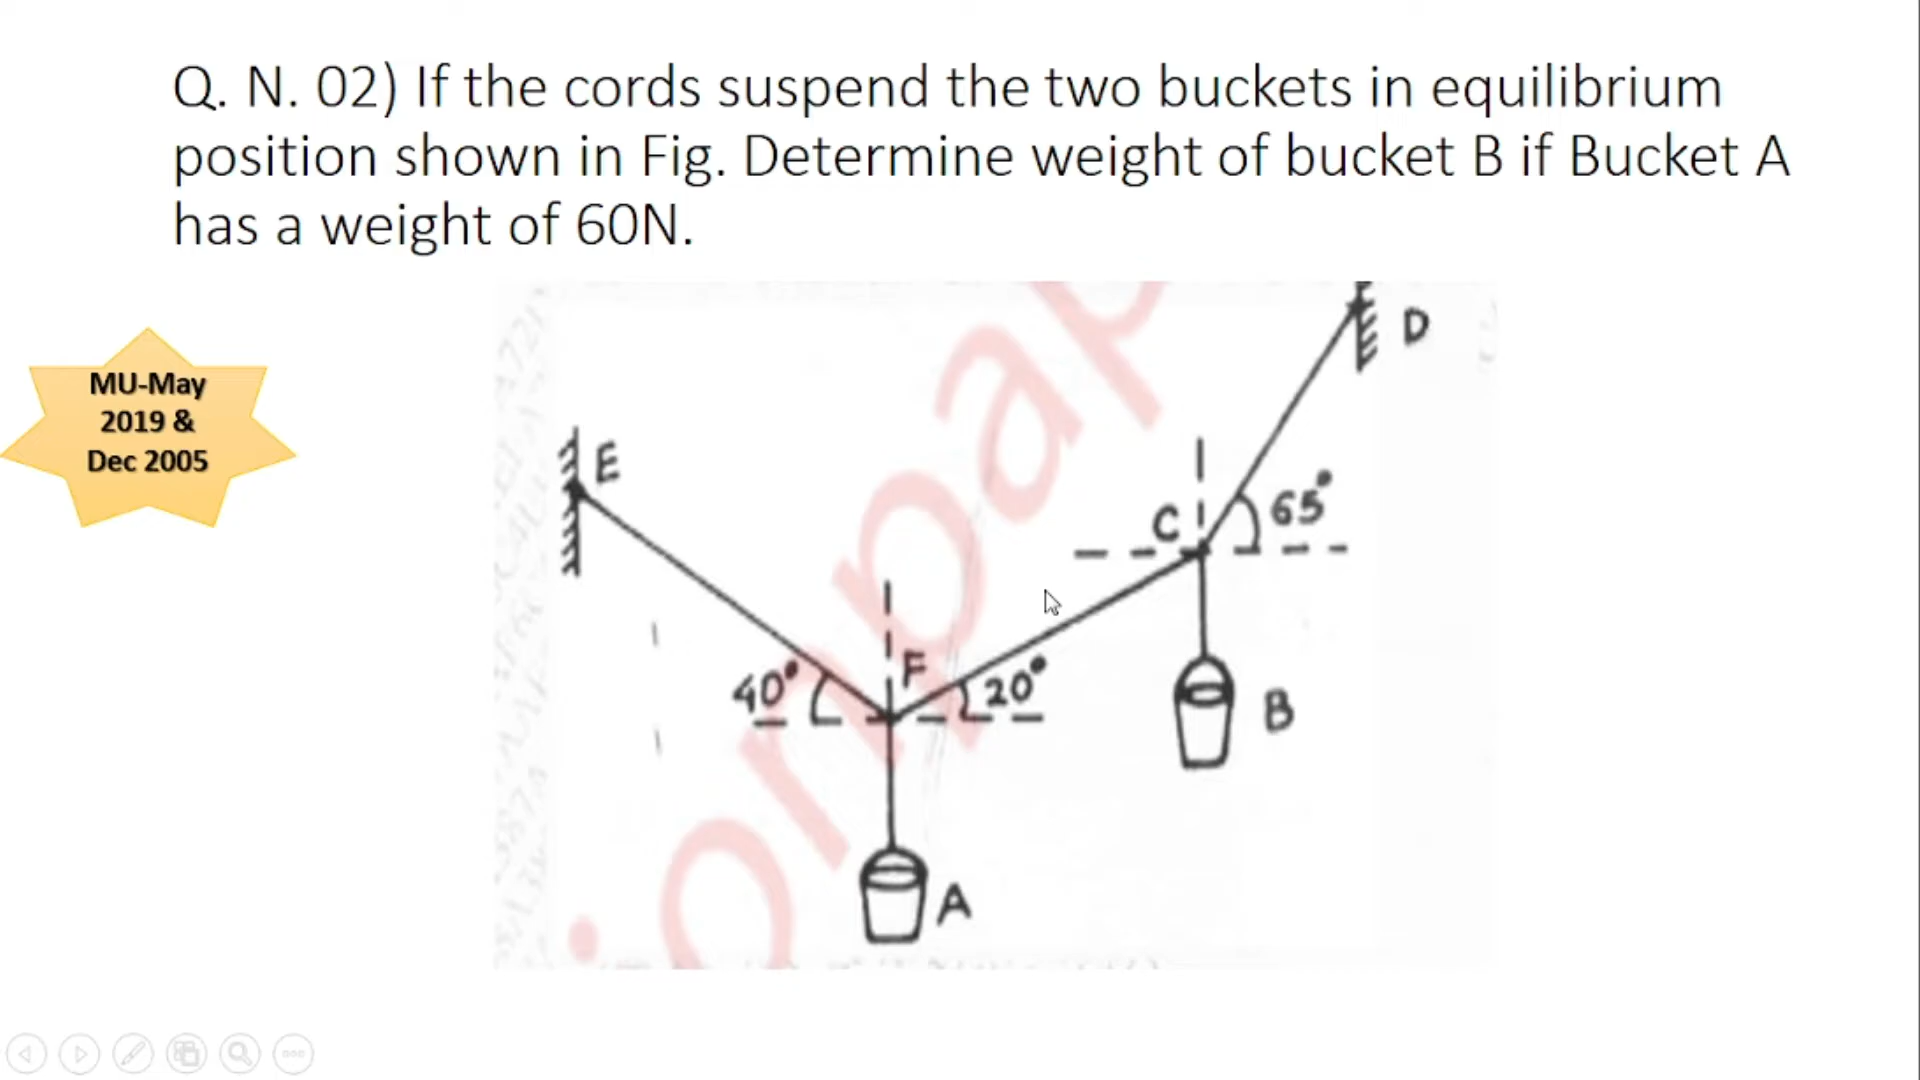 Q. N. 02) If the cords suspend the two buckets in equilibrium
position shown in Fig. Determine weight of bucket B if Bucket A
has a weight of 60N.
MU-May
2019 &
Dec 2005
D
E
65°
C
F
40°
20°
B
A